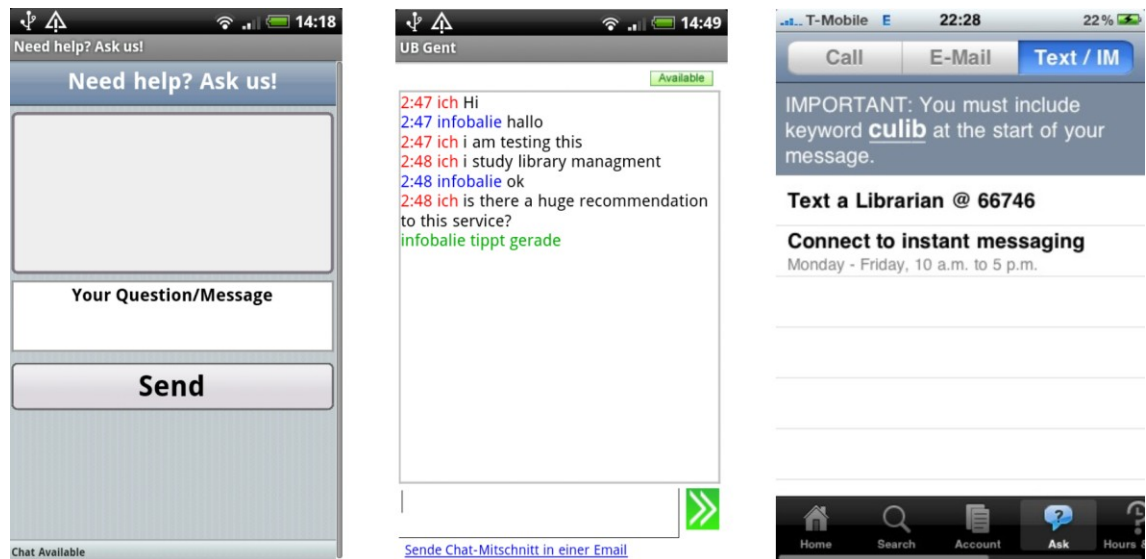 14:18
Need help? Ask us!
Need help? Ask us!
Your Question/Message
Send
Chat Available
14:49
UB Gent
Available
2:47 ich Hi
2:47 infobalie hallo
2:47 ich i am testing this
2:48 ich i study library managment
2:48 infobalie ok
2:48 ich is there a huge recommendation
to this service?
infobalie tippt gerade
Sende Chat-Mitschnitt in einer Email
T-Mobile E 22:28 22%
Call E-Mail Text / IM
IMPORTANT: You must include
keyword culib at the start of your
message.
Text a Librarian @ 66746
Connect to instant messaging
Monday - Friday, 10 a.m. to 5 p.m.
Home Search Account Ask Hours